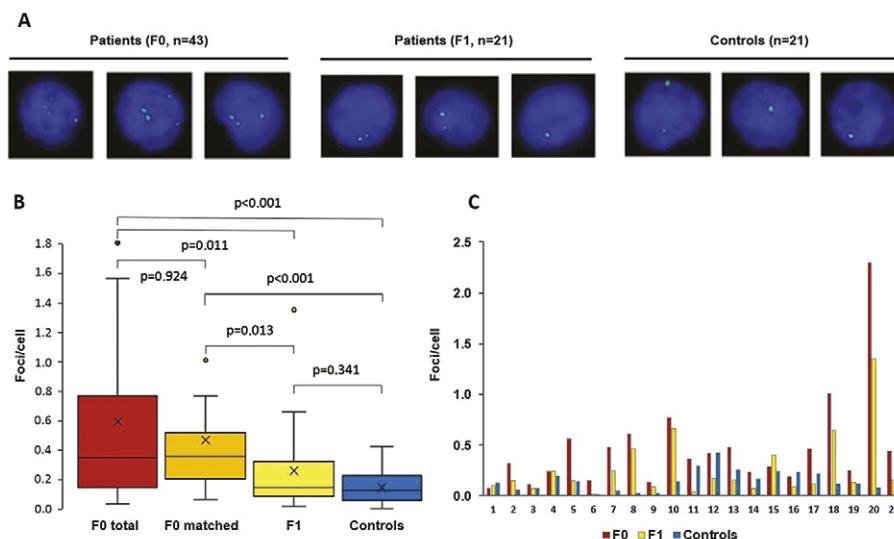 A
Patients (F0, n=43) Patients (F1, n=21) Controls (n=21)
B
p<0.001
p=0.011
p=0.924
p<0.001
p=0.013
p=0.341
Foci/cell
1.8
1.6
1.4
1.2
1.0
0.8
0.6
0.4
0.2
0.0
F0 total F0 matched F1 Controls
C
Foci/cell
2.5
2.0
1.5
1.0
0.5
0.0
1 2 3 4 5 6 7 8 9 10 11 12 13 14 15 16 17 18 19 20
F0 F1 Controls